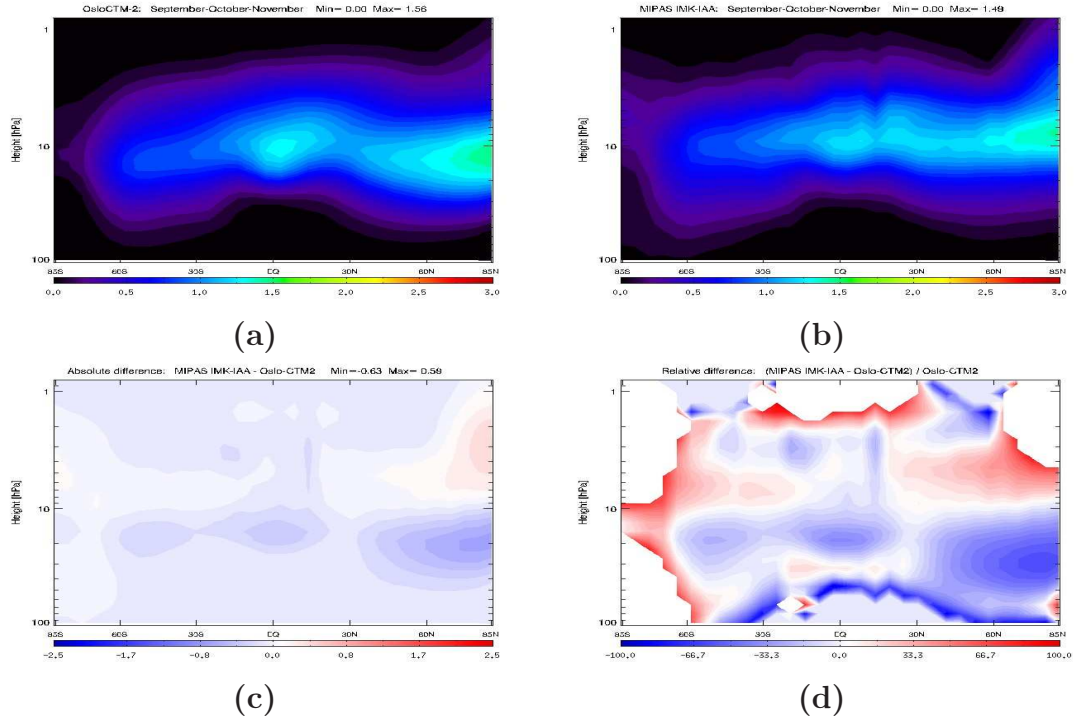 OsloCTM-2: September-October-November Min= 0.00 Max= 1.56
Height [hPa]
1
10
100
85S 60S 30S EQ 30N 60N 85N
0.0 0.5 1.0 1.5 2.0 2.5 3.0
(a)
MIPAS IMK-IAA: September-October-November Min= 0.00 Max= 1.49
Height [hPa]
1
10
100
85S 60S 30S EQ 30N 60N 85N
0.0 0.5 1.0 1.5 2.0 2.5 3.0
(b)
Absolute difference: MIPAS IMK-IAA - Oslo-CTM2 Min=-0.63 Max= 0.58
Height [hPa]
1
10
100
85S 60S 30S EQ 30N 60N 85N
-2.5 -1.7 -0.8 0.0 0.8 1.7 2.5
(c)
Relative difference: (MIPAS IMK-IAA - Oslo-CTM2) / Oslo-CTM2
Height [hPa]
1
10
100
85S 60S 30S EQ 30N 60N 85N
-100.0 -66.7 -33.3 0.0 33.3 66.7 100.0
(d)